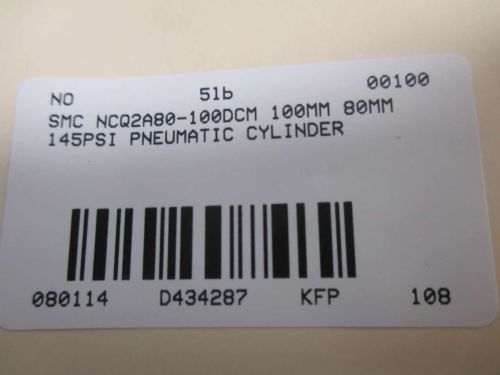 NO 51b 00100
SMC NCQ2A80-100DCM 100MM 80MM
145PSI PNEUMATIC CYLINDER
080114 D434287 KFP 108